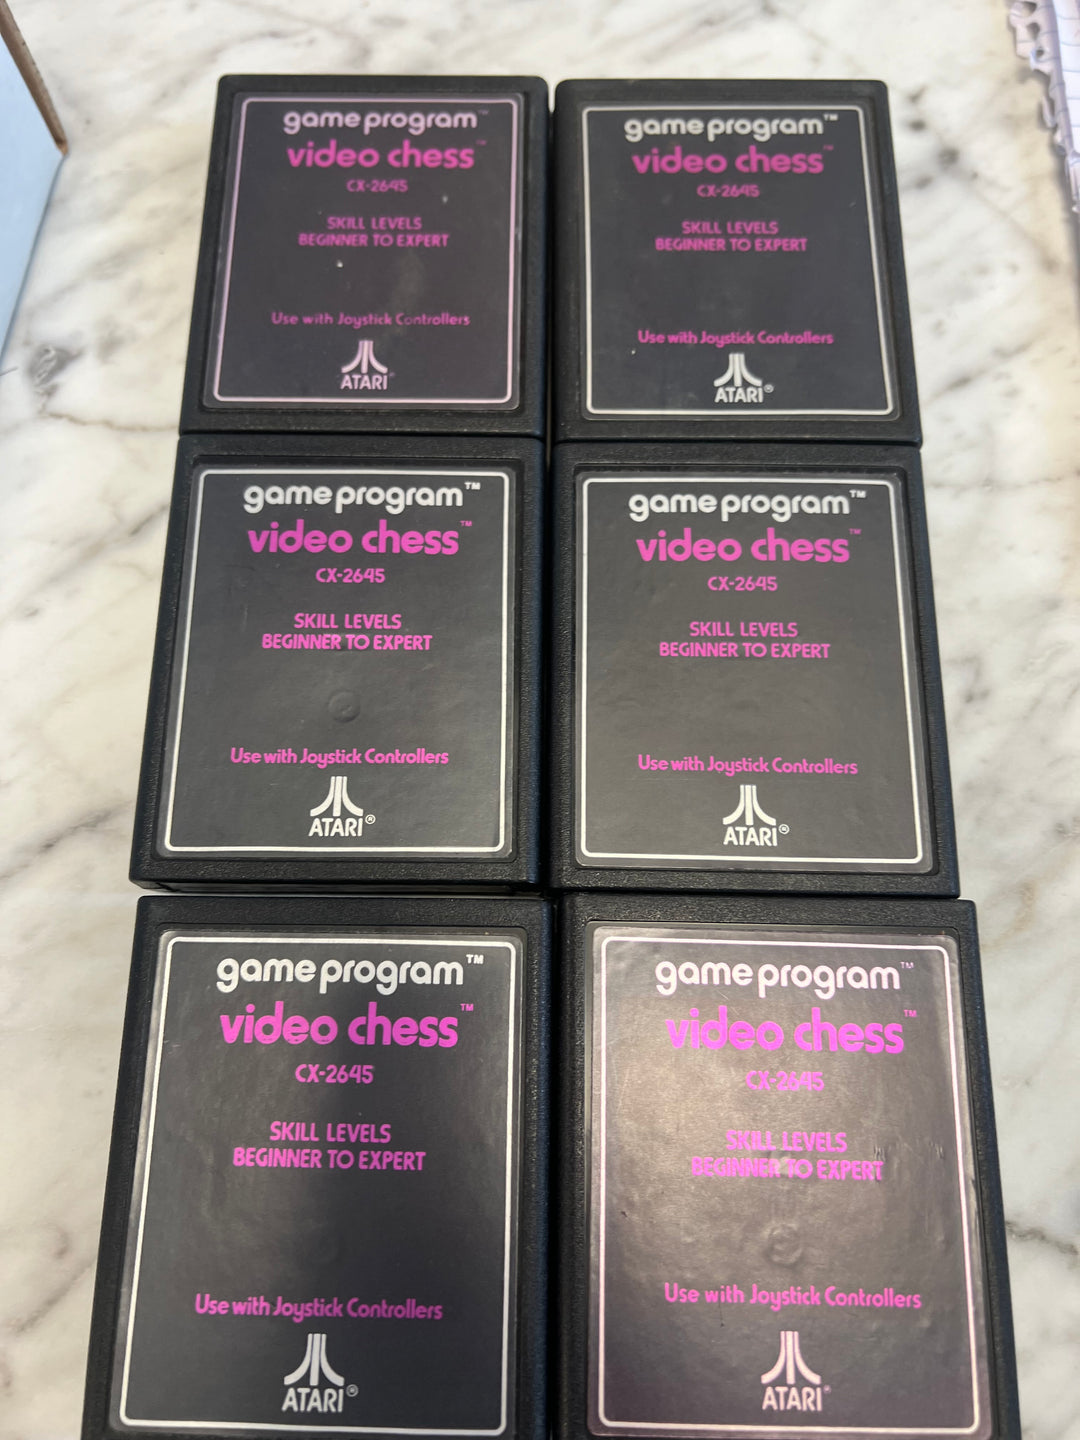 game program™
video chess™
CX-2645
SKILL LEVELS
BEGINNER TO EXPERT
Use with Joystick Controllers
ATARI®
game program™
video chess™
CX-2645
SKILL LEVELS
BEGINNER TO EXPERT
Use with Joystick Controllers
ATARI®
game program™
video chess™
CX-2645
SKILL LEVELS
BEGINNER TO EXPERT
Use with Joystick Controllers
ATARI®
game program™
video chess™
CX-2645
SKILL LEVELS
BEGINNER TO EXPERT
Use with Joystick Controllers
ATARI®
game program™
video chess™
CX-2645
SKILL LEVELS
BEGINNER TO EXPERT
Use with Joystick Controllers
ATARI®
game program™
video chess™
CX-2645
SKILL LEVELS
BEGINNER TO EXPERT
Use with Joystick Controllers
ATARI®